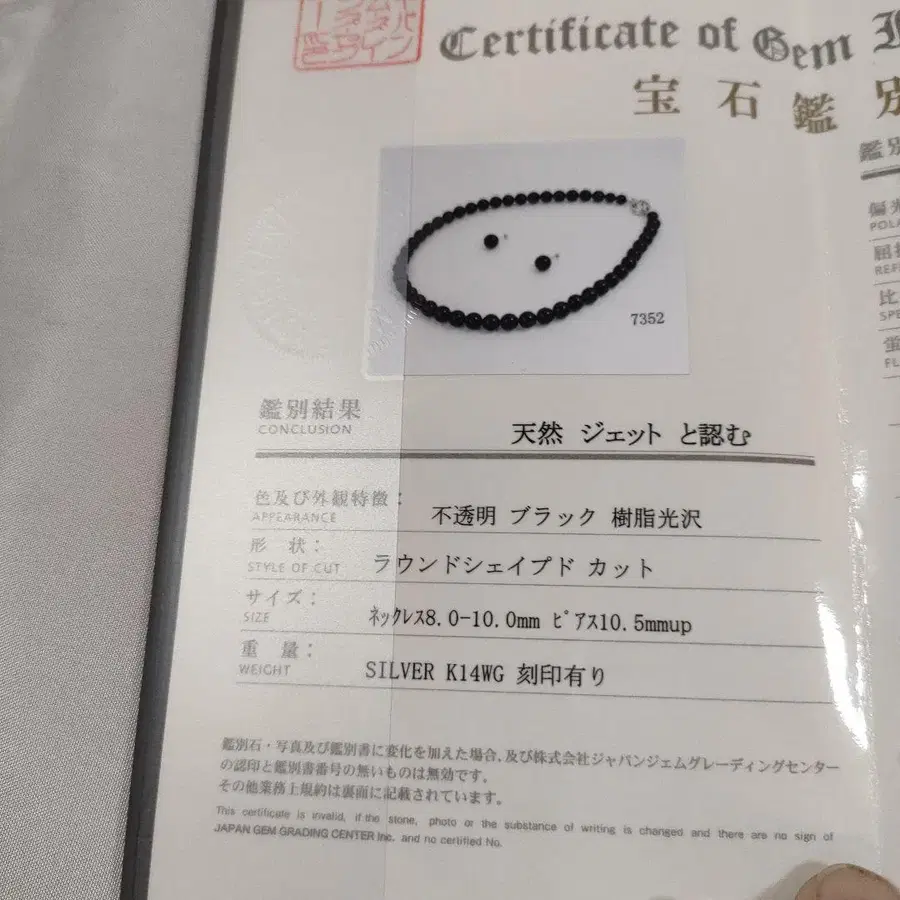 Certificate of Gem
宝石鑑別
鑑別
7352
鑑別結果
CONCLUSION
天然 ジェット と認む
色及び外観特徴:
APPEARANCE
不透明 ブラック 樹脂光沢
形 状:
STYLE OF CUT
ラウンドシェイプド カット
サイズ:
SIZE
ネックレス8.0-10.0mm ピアス10.5mmup
重 量:
WEIGHT
SILVER K14WG 刻印有り
鑑別石・写真及び鑑別書に変化を加えた場合、及び株式会社ジャパンジェムグレーディングセンター
の認印と鑑別書番号の無いものは無効です。
その他業務上規約は裏面に記載されています。
This certificate is invalid, if the stone, photo or the substance of writing is changed and there are no sign of
JAPAN GEM GRADING CENTER Inc. and no certified No.